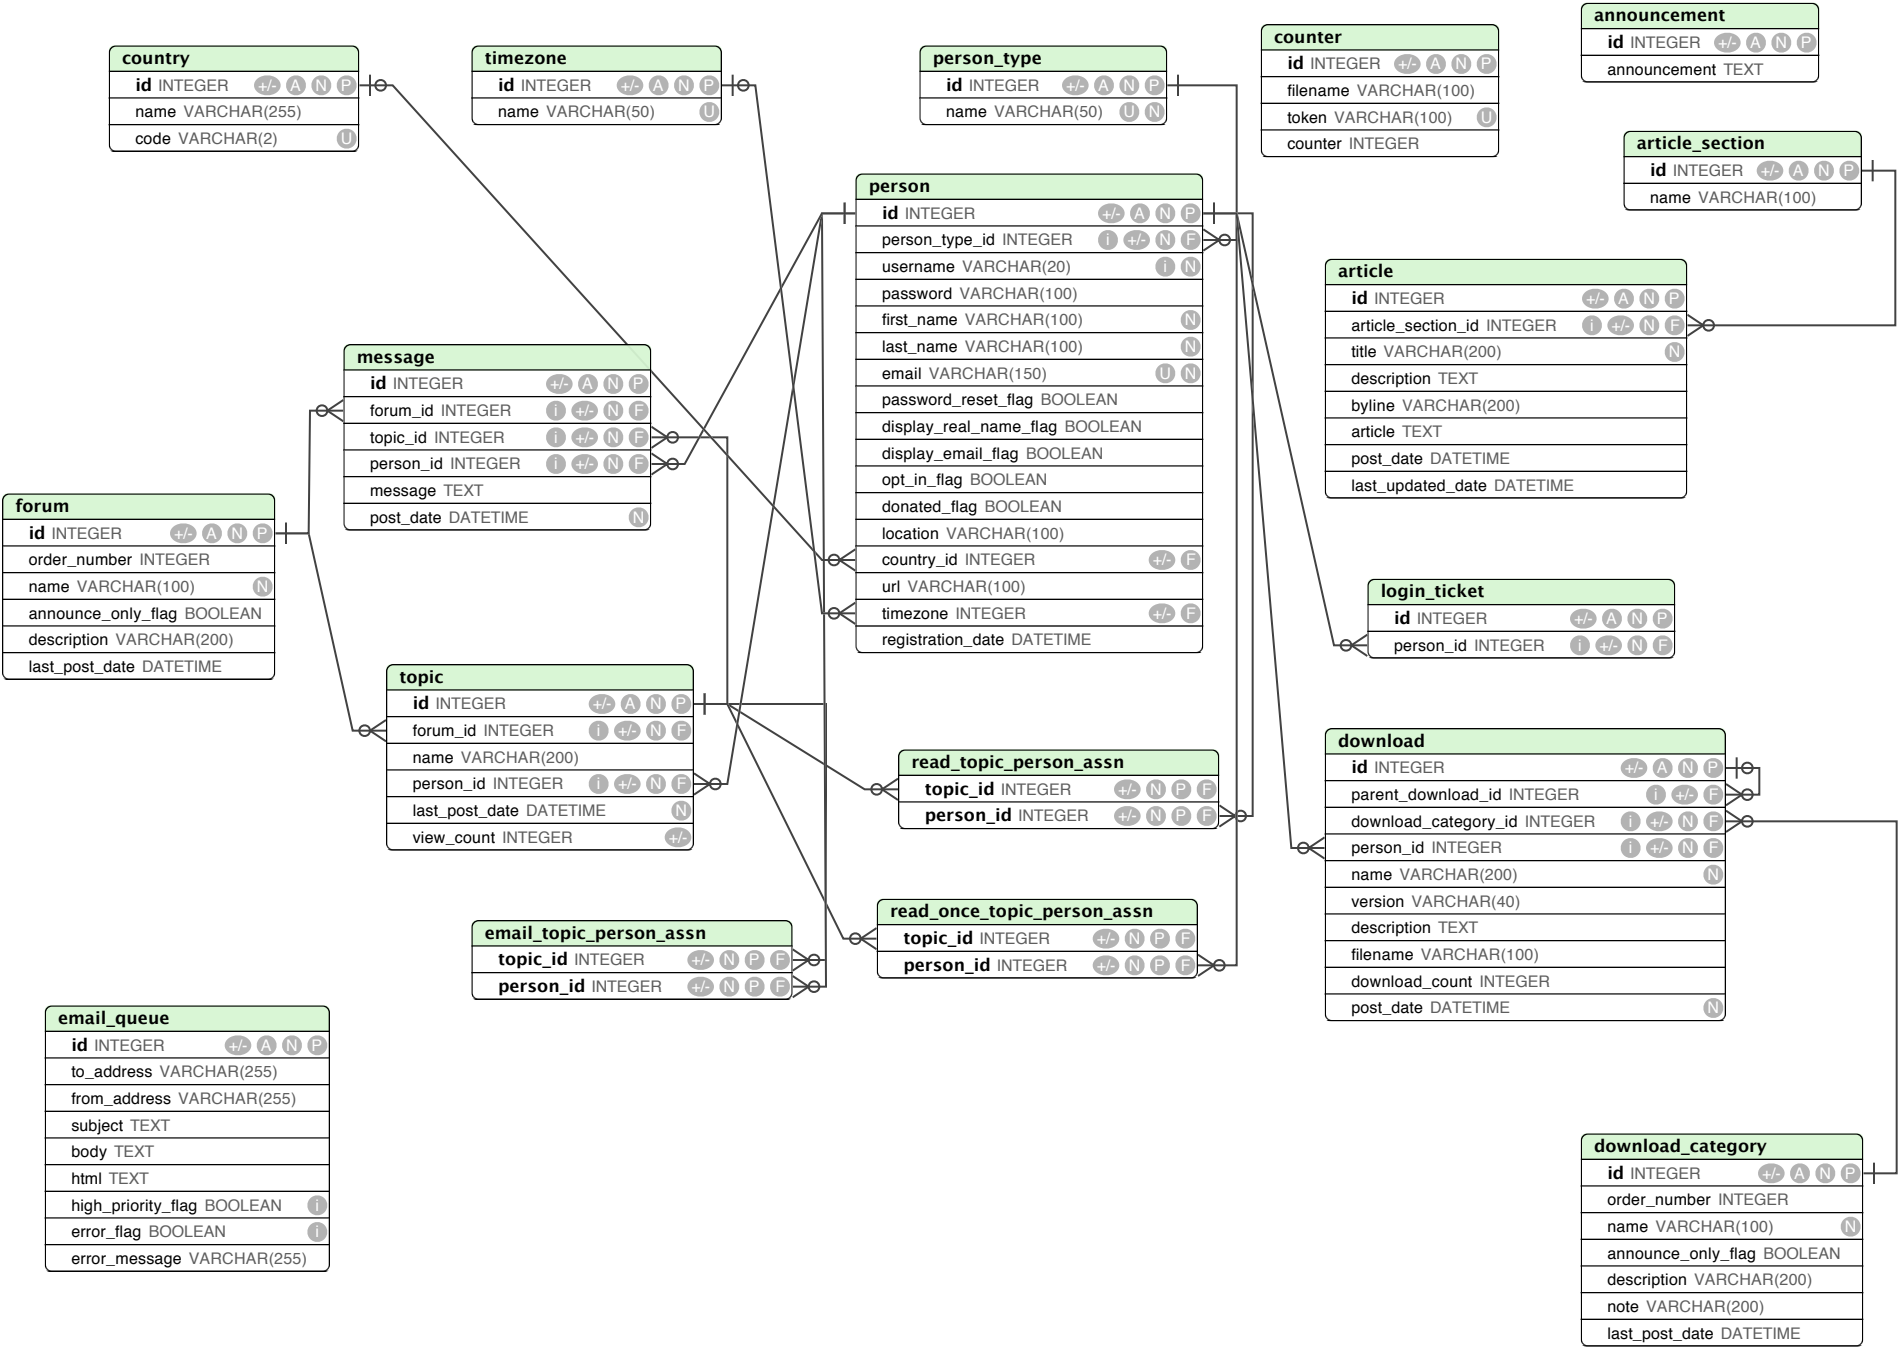 country
id INTEGER +/- A N P
name VARCHAR(255)
code VARCHAR(2) U
timezone
id INTEGER +/- A N P
name VARCHAR(50) U
person_type
id INTEGER +/- A N P
name VARCHAR(50) U N
counter
id INTEGER +/- A N P
filename VARCHAR(100)
token VARCHAR(100) U
counter INTEGER
announcement
id INTEGER +/- A N P
announcement TEXT
article_section
id INTEGER +/- A N P
name VARCHAR(100)
person
id INTEGER +/- A N P
person_type_id INTEGER i +/- N F
username VARCHAR(20) i N
password VARCHAR(100)
first_name VARCHAR(100) N
last_name VARCHAR(100) N
email VARCHAR(150) U N
password_reset_flag BOOLEAN
display_real_name_flag BOOLEAN
display_email_flag BOOLEAN
opt_in_flag BOOLEAN
donated_flag BOOLEAN
location VARCHAR(100)
country_id INTEGER +/- F
url VARCHAR(100)
timezone INTEGER +/- F
registration_date DATETIME
article
id INTEGER +/- A N P
article_section_id INTEGER i +/- N F
title VARCHAR(200) N
description TEXT
byline VARCHAR(200)
article TEXT
post_date DATETIME
last_updated_date DATETIME
message
id INTEGER +/- A N P
forum_id INTEGER i +/- N F
topic_id INTEGER i +/- N F
person_id INTEGER i +/- N F
message TEXT
post_date DATETIME N
forum
id INTEGER +/- A N P
order_number INTEGER
name VARCHAR(100) N
announce_only_flag BOOLEAN
description VARCHAR(200)
last_post_date DATETIME
login_ticket
id INTEGER +/- A N P
person_id INTEGER i +/- N F
topic
id INTEGER +/- A N P
forum_id INTEGER i +/- N F
name VARCHAR(200)
person_id INTEGER i +/- N F
last_post_date DATETIME N
view_count INTEGER +/-
read_topic_person_assn
topic_id INTEGER +/- N P F
person_id INTEGER +/- N P F
download
id INTEGER +/- A N P
parent_download_id INTEGER i +/- F
download_category_id INTEGER i +/- N F
person_id INTEGER i +/- N F
name VARCHAR(200) N
version VARCHAR(40)
description TEXT
filename VARCHAR(100)
download_count INTEGER
post_date DATETIME N
read_once_topic_person_assn
topic_id INTEGER +/- N P F
person_id INTEGER +/- N P F
email_topic_person_assn
topic_id INTEGER +/- N P F
person_id INTEGER +/- N P F
email_queue
id INTEGER +/- A N P
to_address VARCHAR(255)
from_address VARCHAR(255)
subject TEXT
body TEXT
html TEXT
high_priority_flag BOOLEAN i
error_flag BOOLEAN i
error_message VARCHAR(255)
download_category
id INTEGER +/- A N P
order_number INTEGER
name VARCHAR(100) N
announce_only_flag BOOLEAN
description VARCHAR(200)
note VARCHAR(200)
last_post_date DATETIME